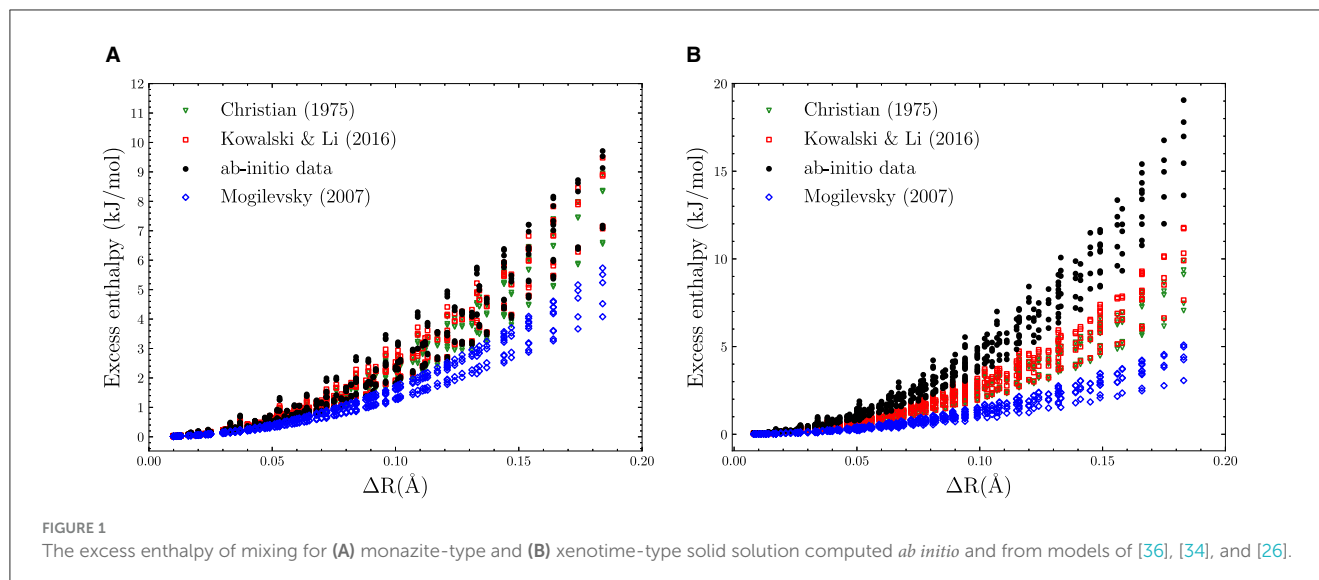 A
12
11
10
9
8
7
6
5
4
3
2
1
0
0.00
0.05
0.10
0.15
0.20
Excess enthalpy (kJ/mol)
ΔR(Å)
Christian (1975)
Kowalski & Li (2016)
ab-initio data
Mogilevsky (2007)
B
20
15
10
5
0
0.00
0.05
0.10
0.15
0.20
Excess enthalpy (kJ/mol)
ΔR(Å)
Christian (1975)
Kowalski & Li (2016)
ab-initio data
Mogilevsky (2007)
FIGURE 1
The excess enthalpy of mixing for (A) monazite-type and (B) xenotime-type solid solution computed ab initio and from models of [36], [34], and [26].